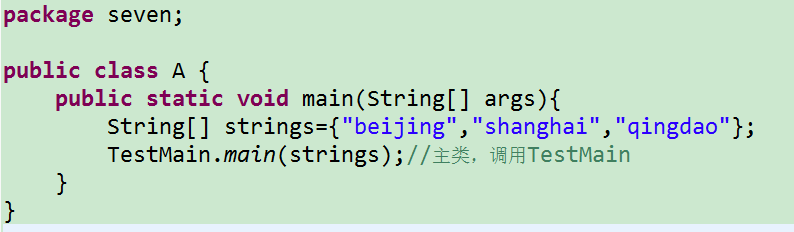 package seven;
public class A {
public static void main(String[] args){
String[] strings={"beijing","shanghai","qingdao"};
TestMain.main(strings);//主类，调用TestMain
}
}